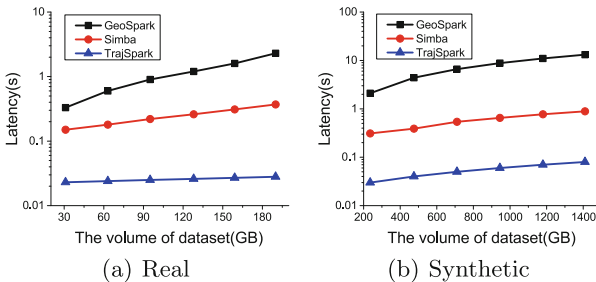 GeoSpark
Simba
TrajSpark
Latency(s)
10
1
0.1
0.01
30 60 90 120 150 180
The volume of dataset(GB)
(a) Real
GeoSpark
Simba
TrajSpark
Latency(s)
100
10
1
0.1
0.01
200 400 600 800 1000 1200 1400
The volume of dataset(GB)
(b) Synthetic